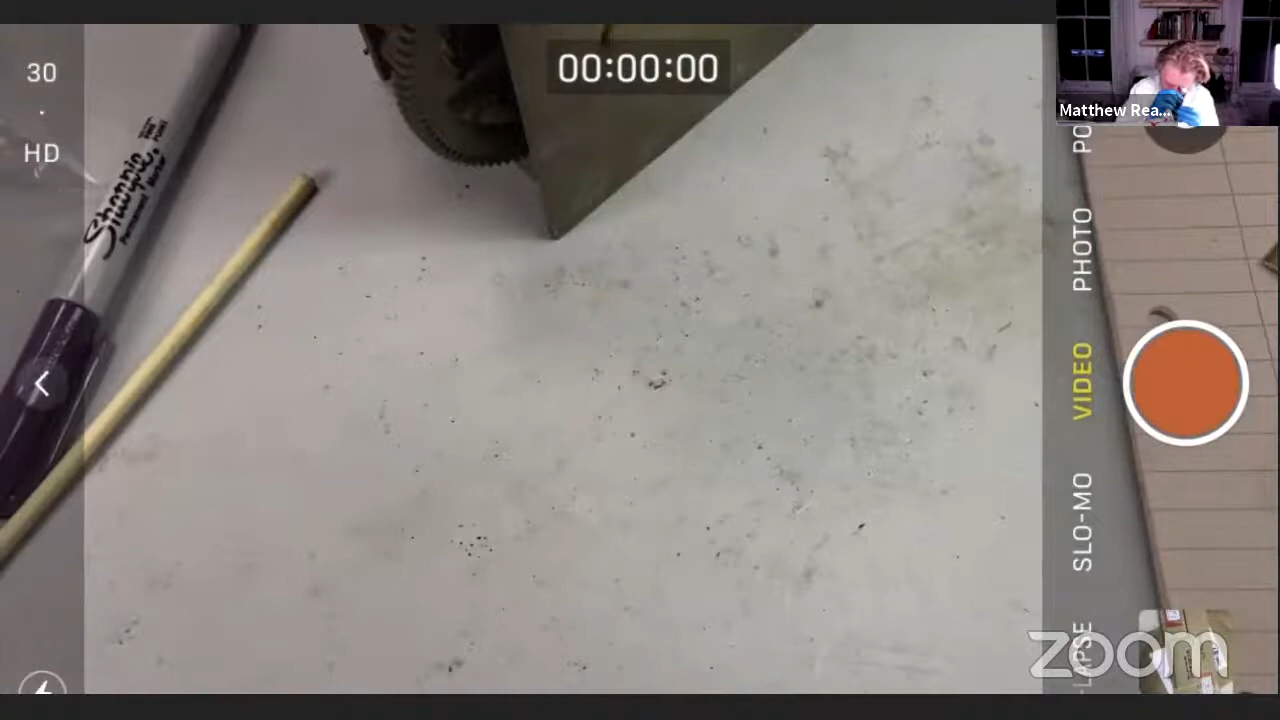 30
HD
00:00:00
Sharpie
Matthew Rea...
PO
PHOTO
VIDEO
SLO-MO
-LAPSE
zoom